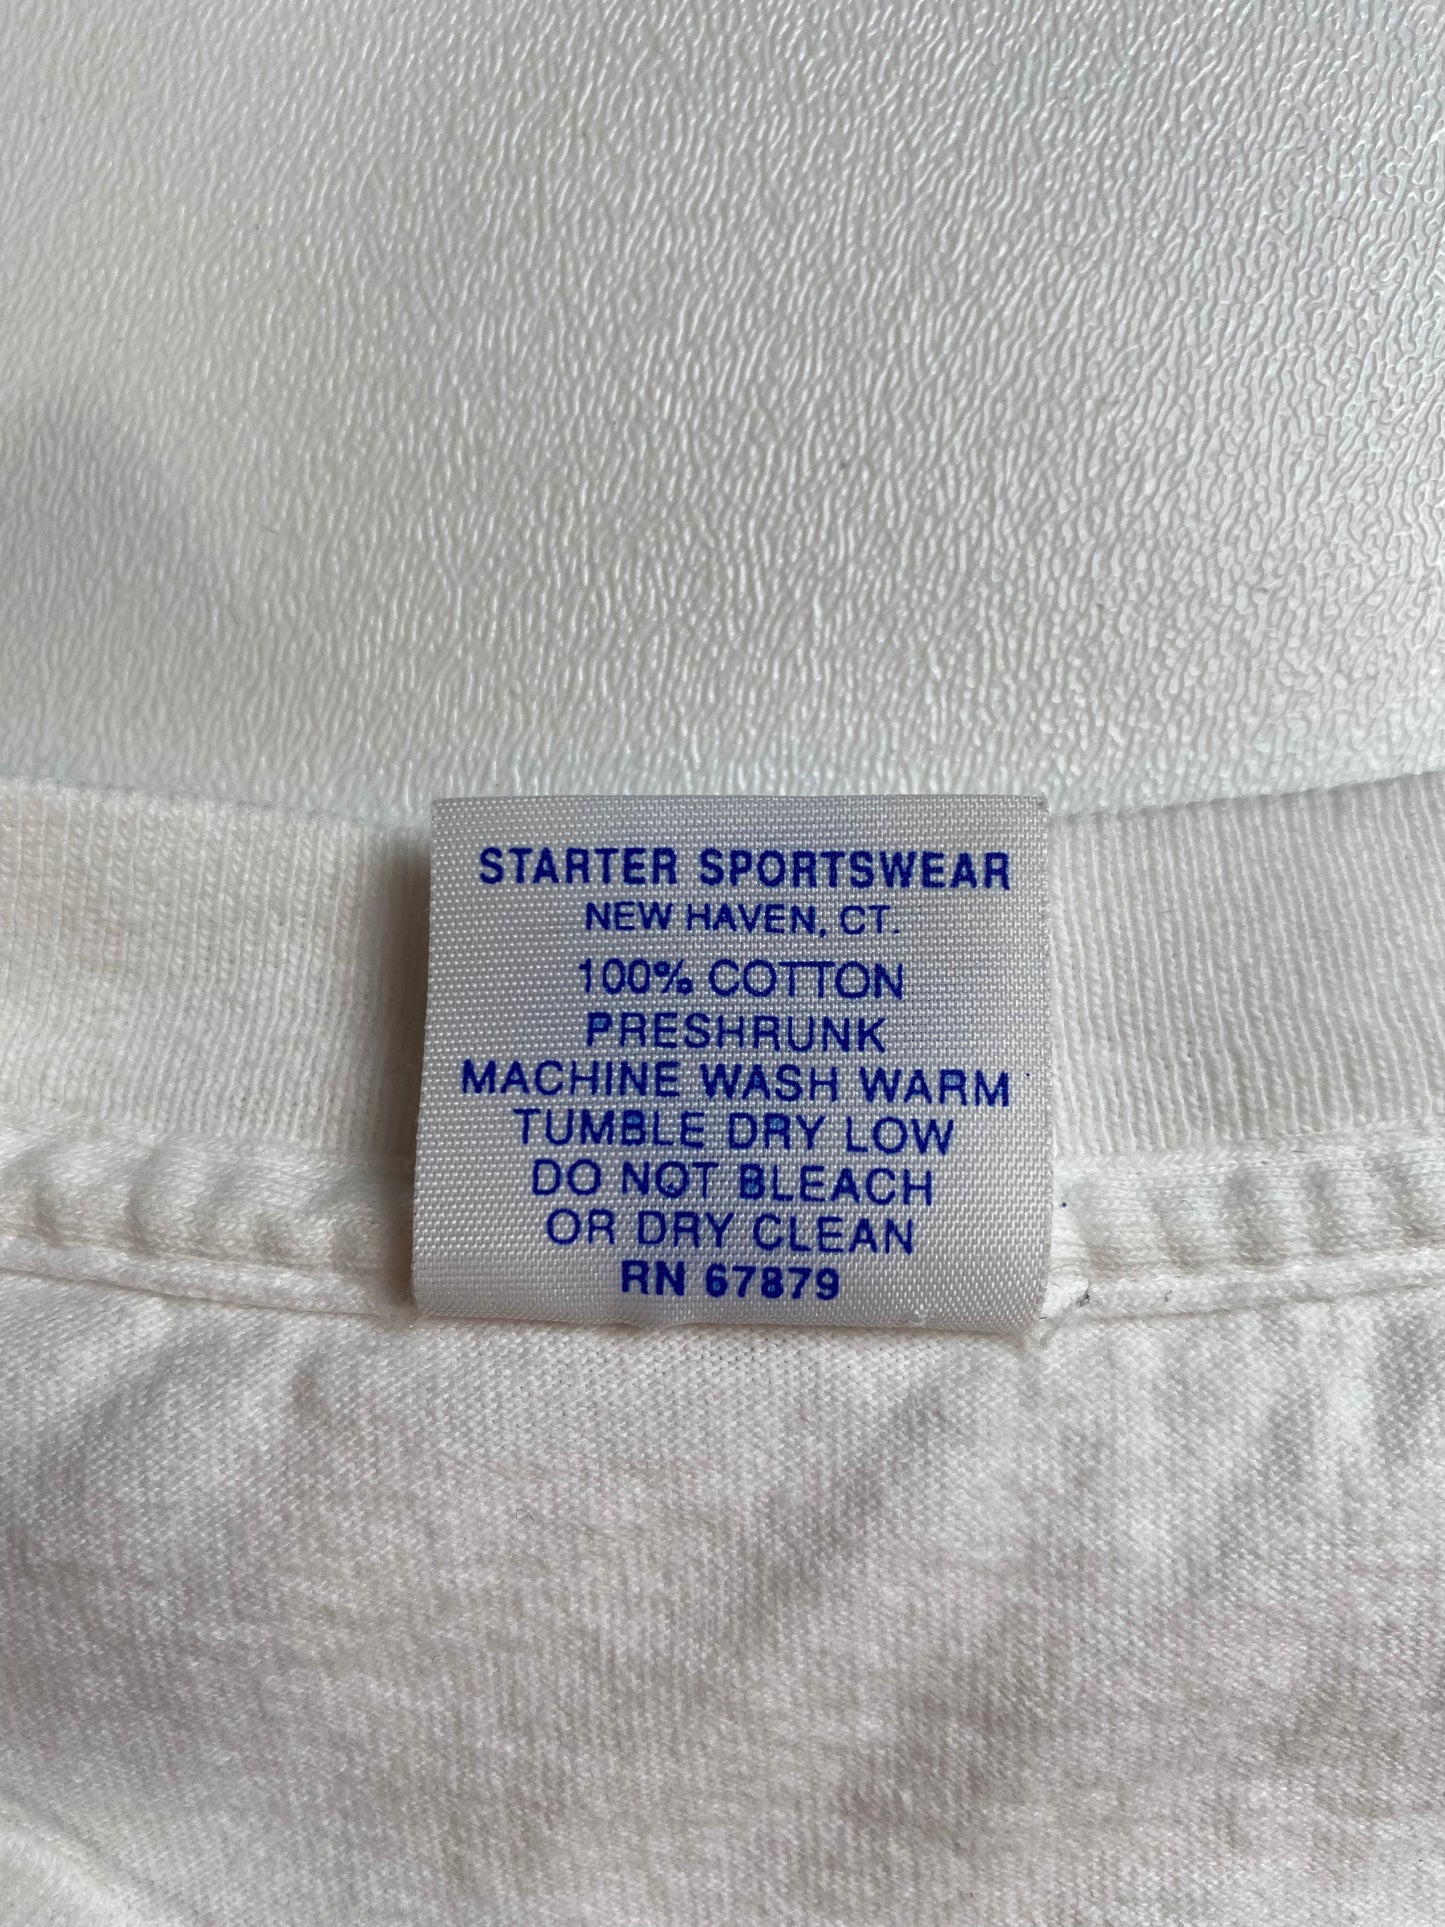 STARTER SPORTSWEAR
NEW HAVEN, CT.
100% COTTON
PRESHRUNK
MACHINE WASH WARM
TUMBLE DRY LOW
DO NOT BLEACH
OR DRY CLEAN
RN 67879